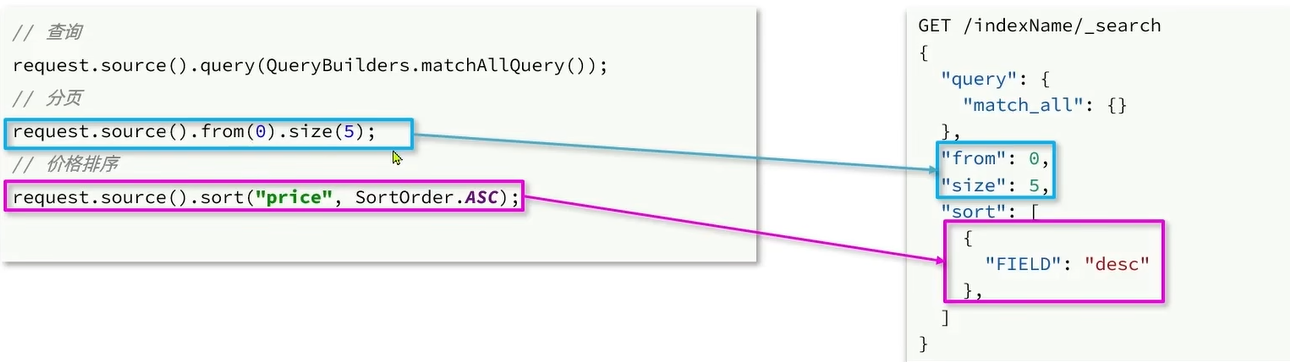 // 查询
request.source().query(QueryBuilders.matchAllQuery());
// 分页
request.source().from(0).size(5);
// 价格排序
request.source().sort("price", SortOrder.ASC);
GET /indexName/_search
{
  "query": {
    "match_all": {}
  },
  "from": 0,
  "size": 5,
  "sort": [
    {
      "FIELD": "desc"
    },
  ]
}